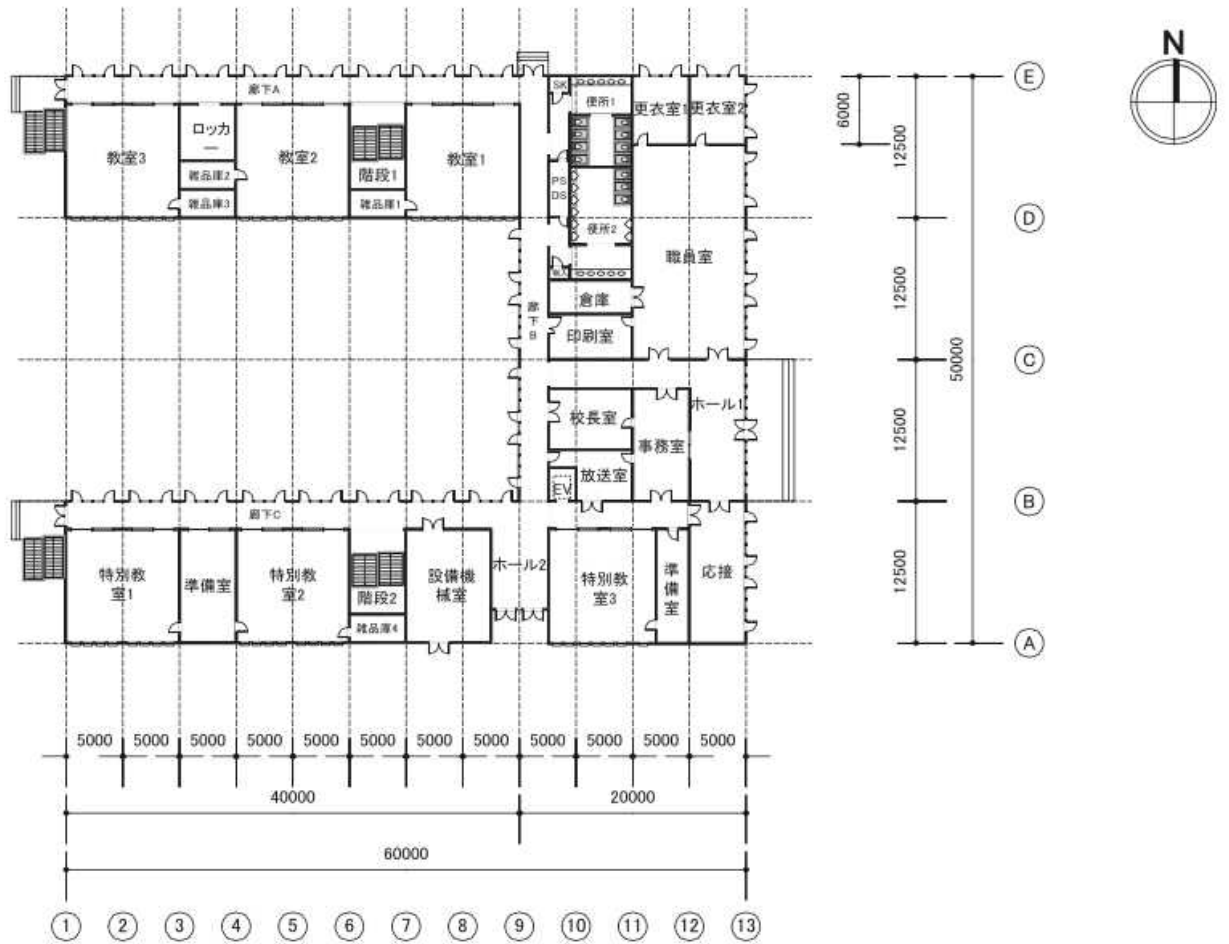 N
E
廊下A
SK
便所1
更衣室1
更衣室2
6000
12500
ロッカ
ー
教室3
教室2
教室1
雑品庫2
階段1
PS
DS
雑品庫3
雑品庫1
D
便所2
職員室
12500
50000
倉庫
廊
下
B
印刷室
C
ホール1
校長室
事務室
12500
放送室
EV
B
廊下C
特別教
室1
準備室
特別教
室2
設備機
械室
ホール2
特別教
室3
準
備
室
応接
12500
階段2
雑品庫4
A
5000 5000 5000 5000 5000 5000 5000 5000 5000 5000 5000 5000
40000
20000
60000
1 2 3 4 5 6 7 8 9 10 11 12 13